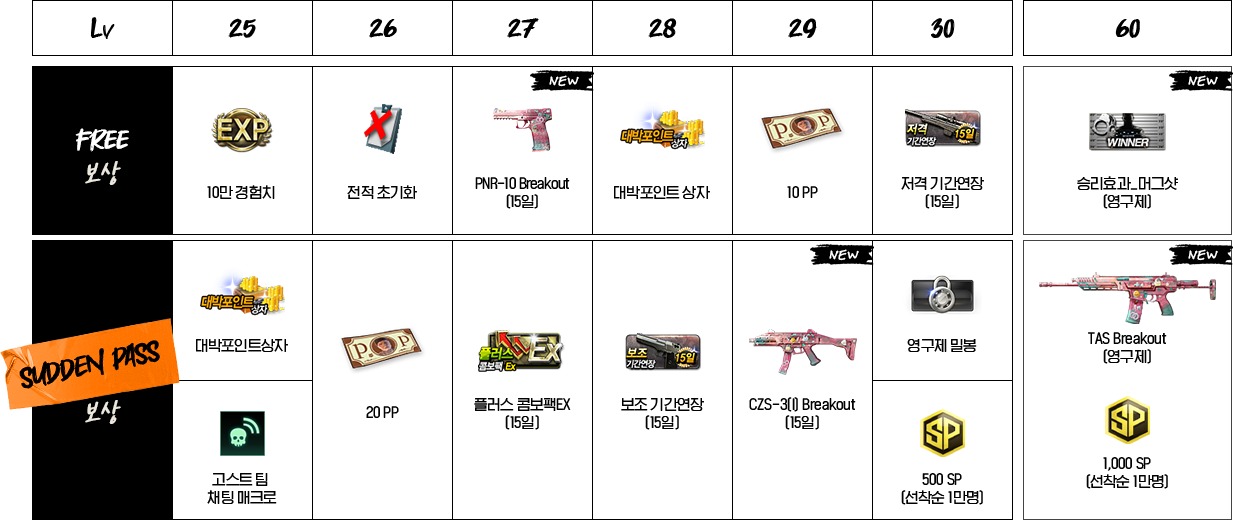 Lv 25 26 27 28 29 30 60
FREE
보상
EXP
10만 경험치
전적 초기화
NEW
PNR-10 Breakout
(15일)
대박포인트
상자
대박포인트 상자
P P
10 PP
저격 15일
기간연장
저격 기간연장
(15일)
NEW
WINNER
승리효과_머그샷
(영구제)
SUDDEN PASS
보상
대박포인트
상자
대박포인트상자
고스트 팀
채팅 매크로
P P
20 PP
플러스 Ex
콤보팩 Ex
플러스 콤보팩EX
(15일)
보조 15일
기간연장
보조 기간연장
(15일)
NEW
CZS-3(I) Breakout
(15일)
영구제 밀봉
SP
500 SP
(선착순 1만명)
NEW
TAS Breakout
(영구제)
SP
1,000 SP
(선착순 1만명)